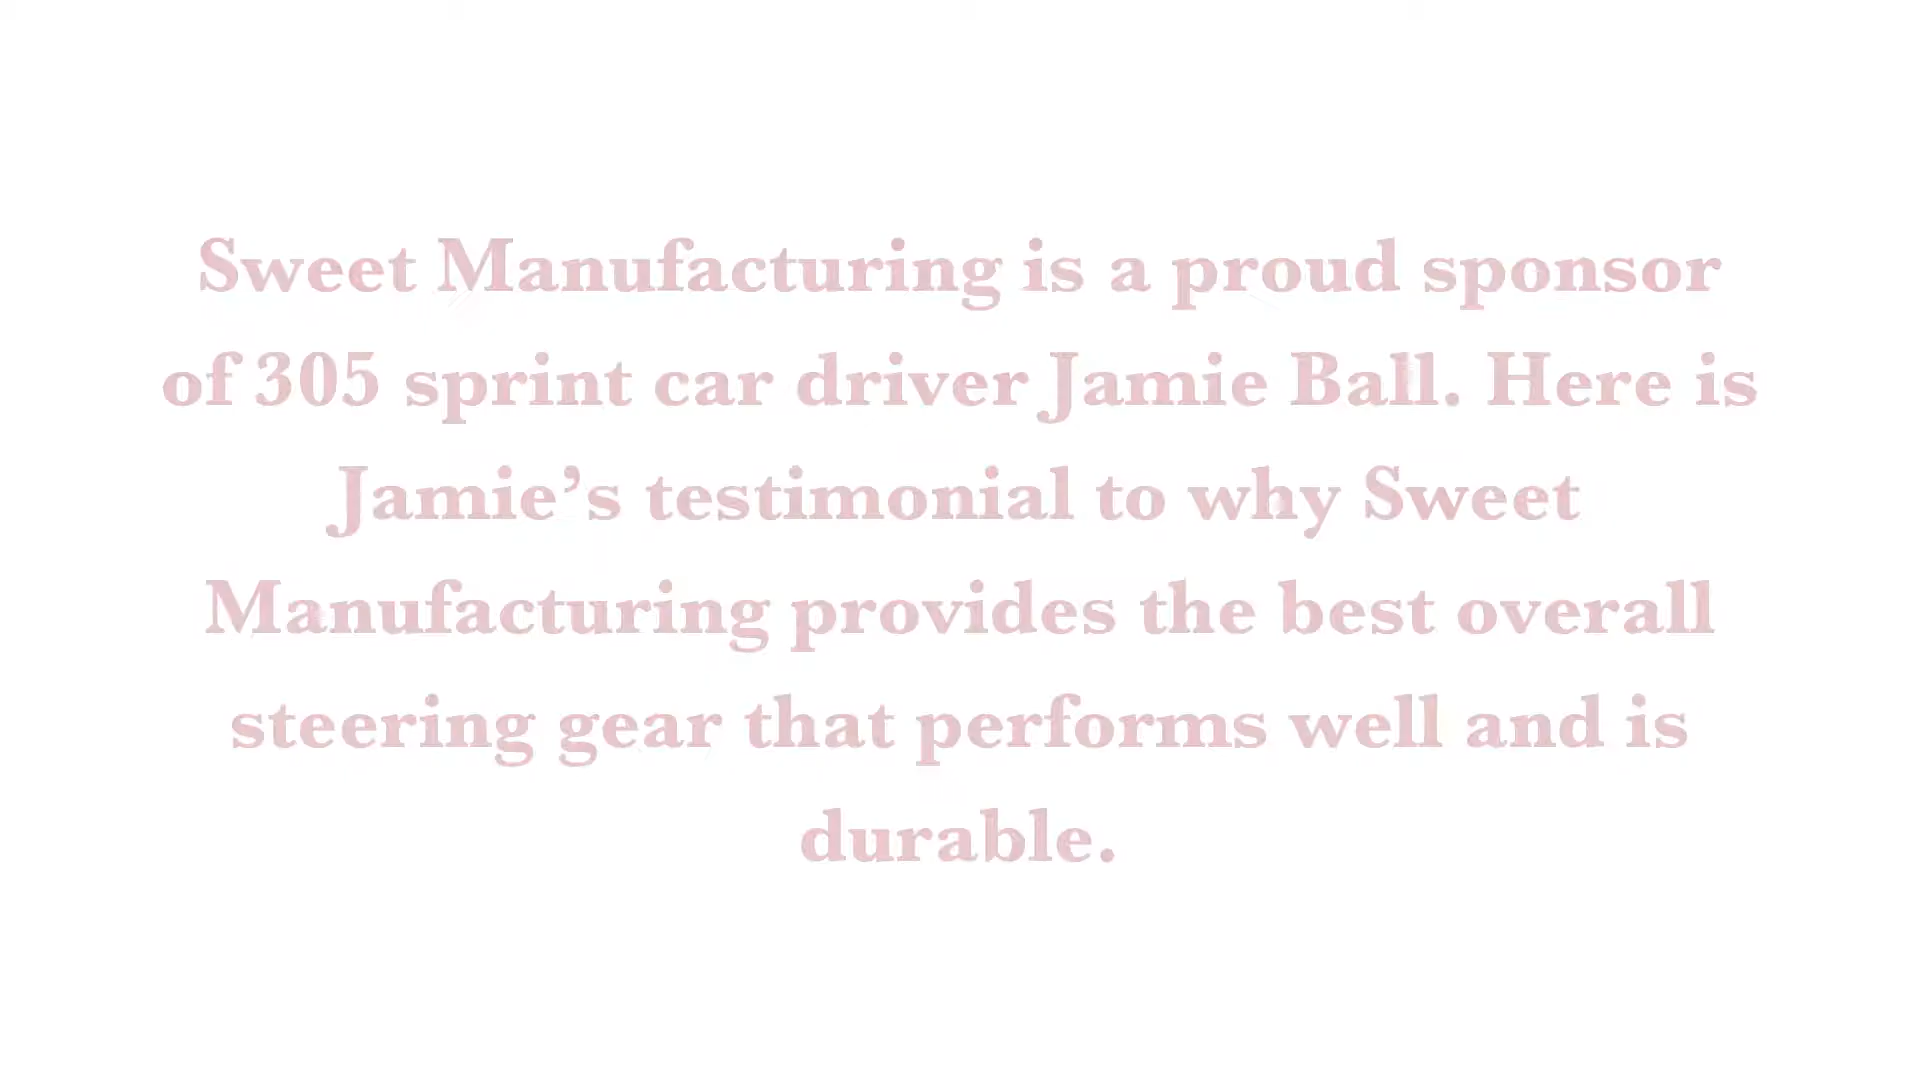 Sweet Manufacturing is a proud sponsor
of 305 sprint car driver Jamie Ball. Here is
Jamie’s testimonial to why Sweet
Manufacturing provides the best overall
steering gear that performs well and is
durable.